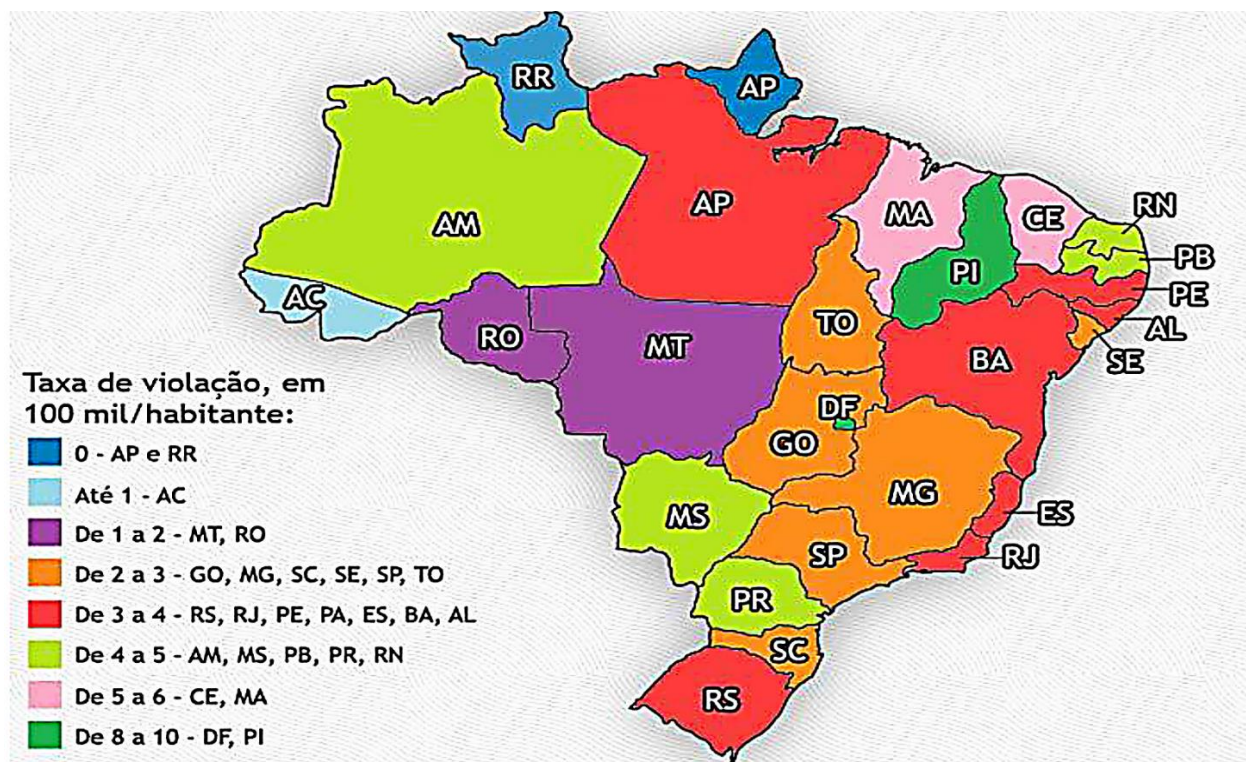 RR
AP
AM
AP
MA
CE
RN
PB
PI
PE
AC
TO
AL
RO
MT
BA
SE
DF
GO
MG
MS
ES
SP
RJ
PR
SC
RS
Taxa de violação, em
100 mil/habitante:
0 - AP e RR
Até 1 - AC
De 1 a 2 - MT, RO
De 2 a 3 - GO, MG, SC, SE, SP, TO
De 3 a 4 - RS, RJ, PE, PA, ES, BA, AL
De 4 a 5 - AM, MS, PB, PR, RN
De 5 a 6 - CE, MA
De 8 a 10 - DF, PI